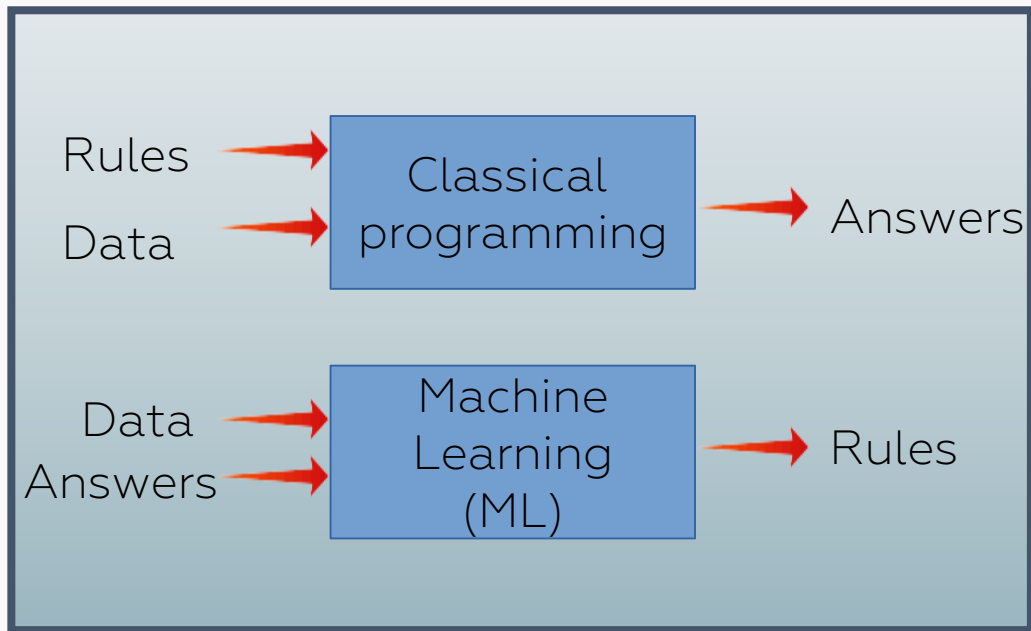 Rules
Data
Classical
programming
Answers
Data
Answers
Machine
Learning
(ML)
Rules